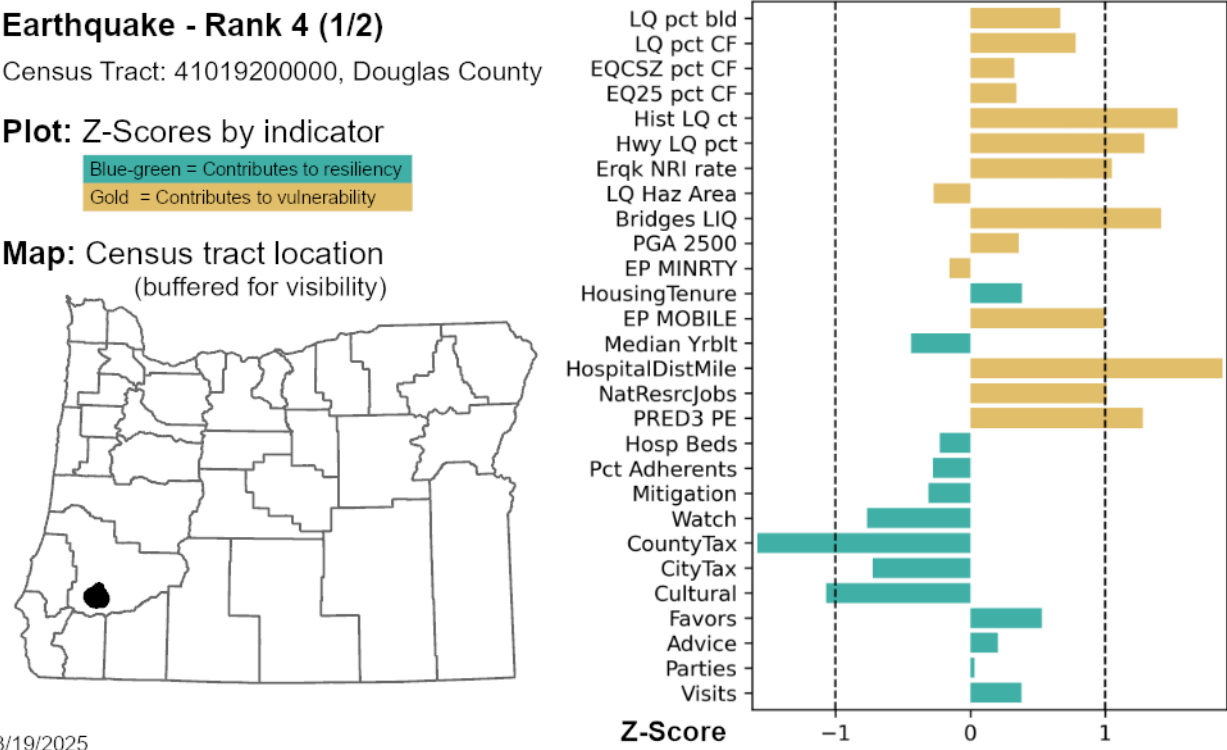 Earthquake - Rank 4 (1/2)
Census Tract: 41019200000, Douglas County
Plot: Z-Scores by indicator
Blue-green = Contributes to resiliency
Gold = Contributes to vulnerability
Map: Census tract location
(buffered for visibility)
LQ pct bld
LQ pct CF
EQCSZ pct CF
EQ25 pct CF
Hist LQ ct
Hwy LQ pct
Erqk NRI rate
LQ Haz Area
Bridges LIQ
PGA 2500
EP MINRTY
HousingTenure
EP MOBILE
Median Yrblt
HospitalDistMile
NatResrcJobs
PRED3 PE
Hosp Beds
Pct Adherents
Mitigation
Watch
CountyTax
CityTax
Cultural
Favors
Advice
Parties
Visits
Z-Score
−1 0 1
/19/2025